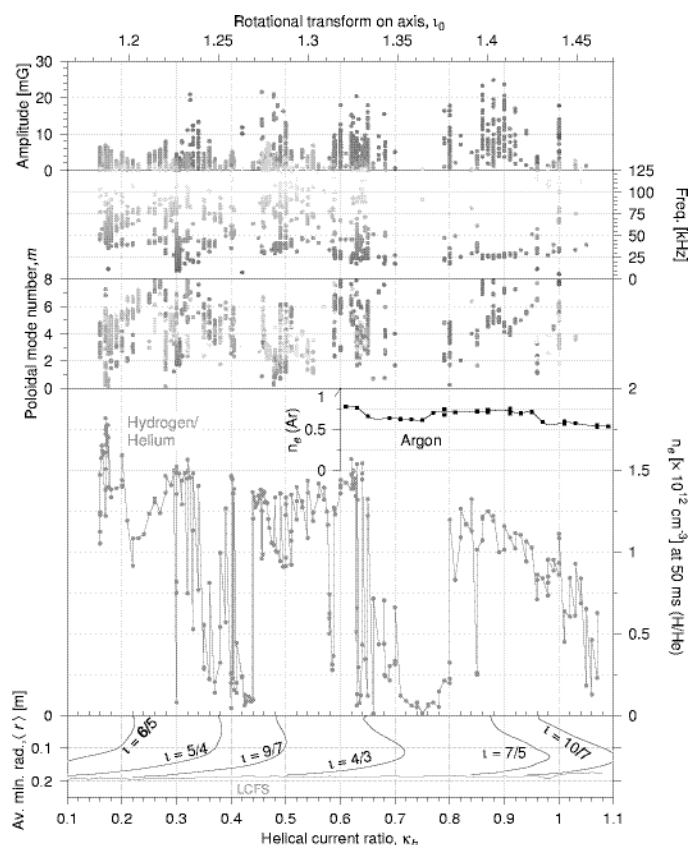 Rotational transform on axis, ι₀
1.2 1.25 1.3 1.35 1.4 1.45
Amplitude [mG]
30
20
10
0
Freq. [kHz]
125
100
75
50
25
0
Poloidal mode number, m
8
6
4
2
0
Hydrogen/
Helium
nₑ (Ar)
1
0.5
0
Argon
nₑ [× 10¹² cm⁻³] at 50 ms (H/He)
2
1.5
1
0.5
0
Av. min. rad., ⟨r⟩ [m]
0
0.1
0.2
ι = 6/5
ι = 5/4
ι = 9/7
ι = 4/3
ι = 7/5
ι = 10/7
LCFS
0.1 0.2 0.3 0.4 0.5 0.6 0.7 0.8 0.9 1 1.1
Helical current ratio, κₕ